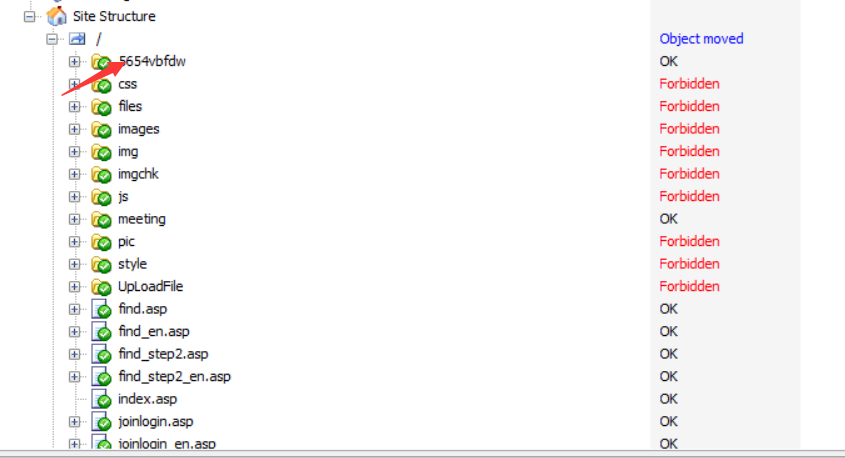 Site Structure
/ Object moved
5654vbfdw OK
css Forbidden
files Forbidden
images Forbidden
img Forbidden
imgchk Forbidden
js Forbidden
meeting OK
pic Forbidden
style Forbidden
UpLoadFile Forbidden
find.asp OK
find_en.asp OK
find_step2.asp OK
find_step2_en.asp OK
index.asp OK
joinlogin.asp OK
joinlogin_en.asp OK